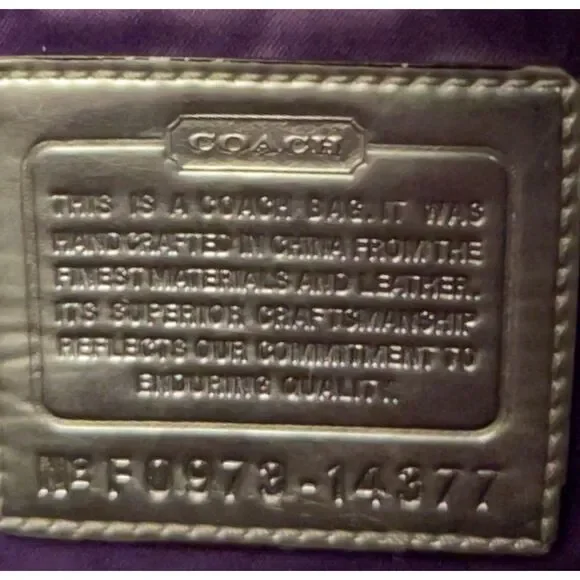 COACH
THIS IS A COACH BAG. IT WAS
HANDCRAFTED IN CHINA FROM THE
FINEST MATERIALS AND LEATHER.
ITS SUPERIOR CRAFTSMANSHIP
REFLECTS OUR COMMITMENT TO
ENDURING QUALITY.
Nº F0973-14377